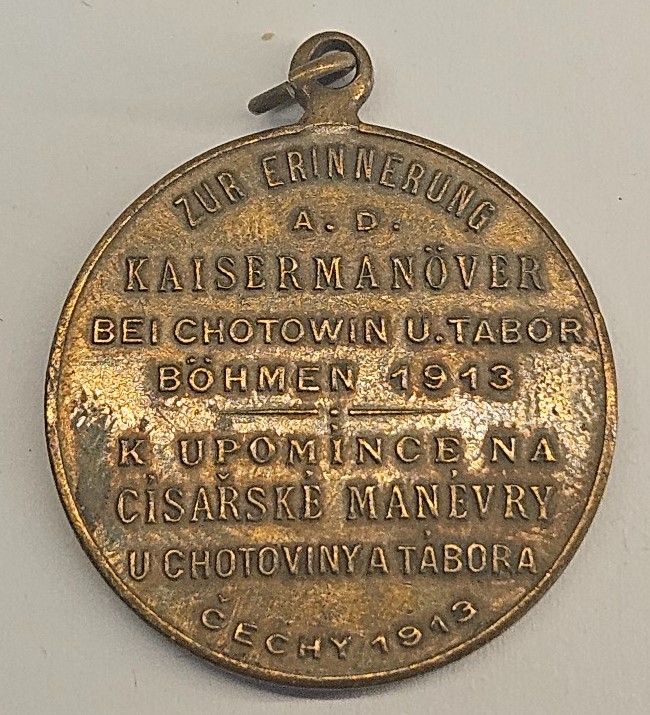 ZUR ERINNERUNG
A. D.
KAISERMANÖVER
BEI CHOTOWIN U. TABOR
BÖHMEN 1913
K UPOMÍNCE NA
CÍSAŘSKÉ MANÉVRY
U CHOTOVINY A TÁBORA
ČECHY 1913